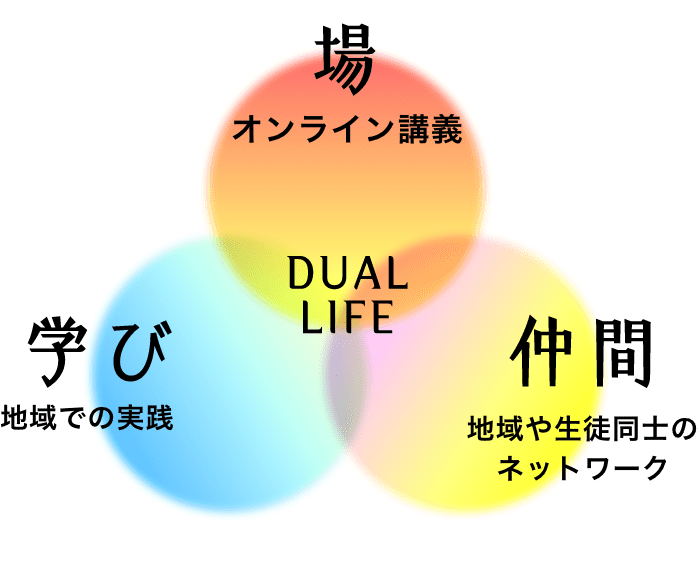 場
オンライン講義
DUAL
LIFE
学び
地域での実践
仲間
地域や生徒同士の
ネットワーク